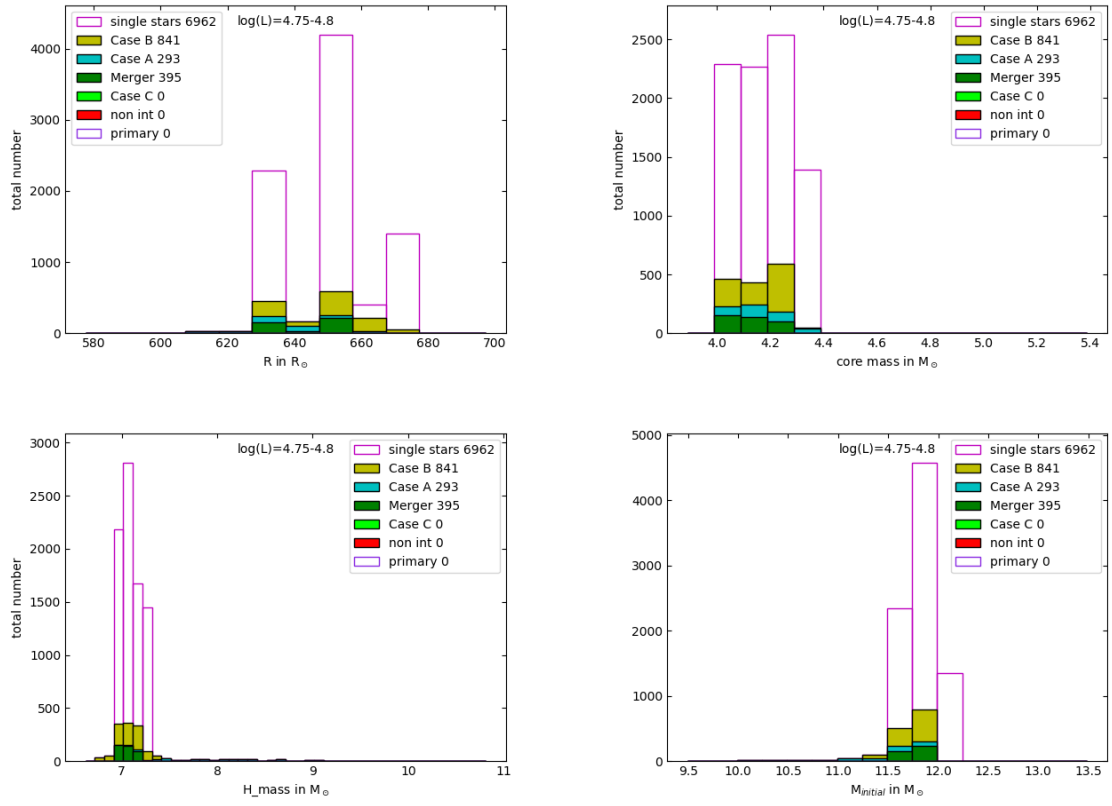 log(L)=4.75-4.8
single stars 6962
Case B 841
Case A 293
Merger 395
Case C 0
non int 0
primary 0
total number
4000
3000
2000
1000
0
580 600 620 640 660 680 700
R in R☉
log(L)=4.75-4.8
single stars 6962
Case B 841
Case A 293
Merger 395
Case C 0
non int 0
primary 0
total number
2500
2000
1500
1000
500
0
4.0 4.2 4.4 4.6 4.8 5.0 5.2 5.4
core mass in M☉
log(L)=4.75-4.8
single stars 6962
Case B 841
Case A 293
Merger 395
Case C 0
non int 0
primary 0
total number
3000
2500
2000
1500
1000
500
0
7 8 9 10 11
H_mass in M☉
log(L)=4.75-4.8
single stars 6962
Case B 841
Case A 293
Merger 395
Case C 0
non int 0
primary 0
total number
5000
4000
3000
2000
1000
0
9.5 10.0 10.5 11.0 11.5 12.0 12.5 13.0 13.5
Minitial in M☉